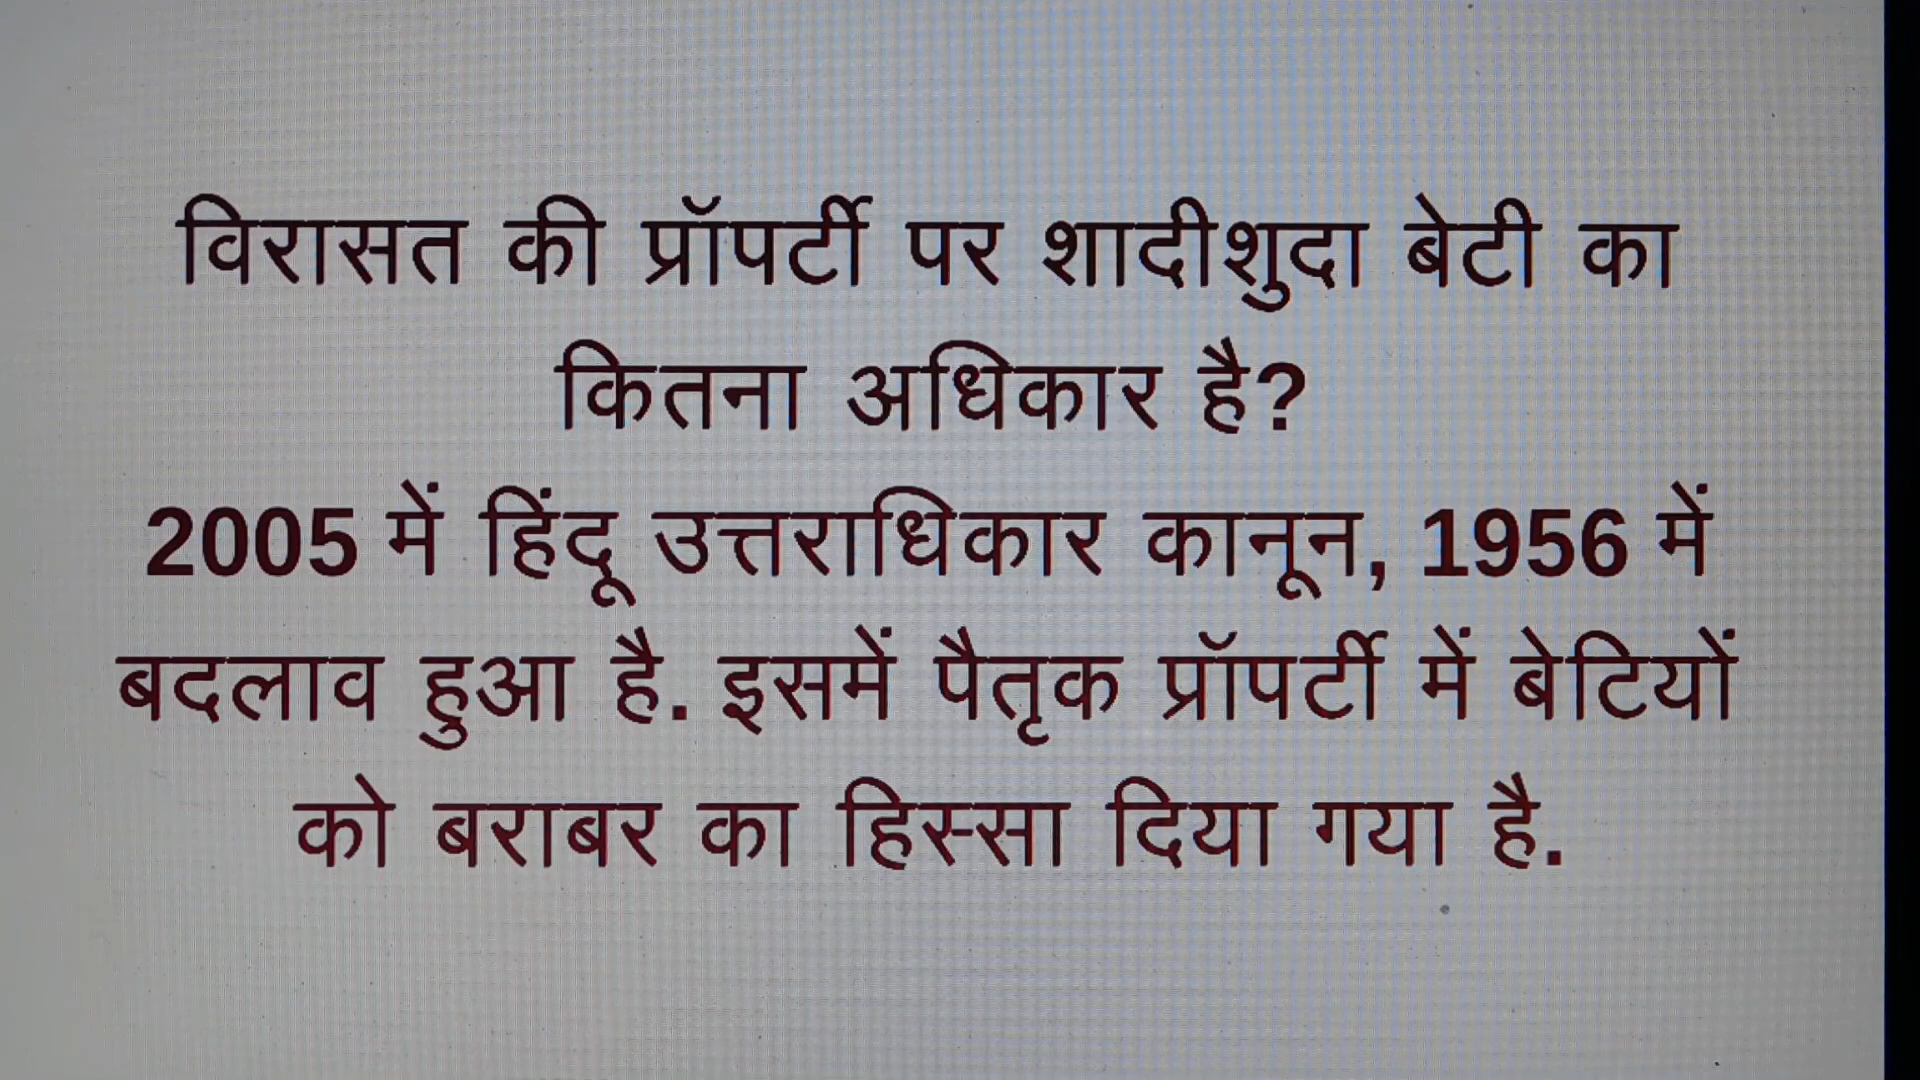 विरासत की प्रॉपर्टी पर शादीशुदा बेटी का
कितना अधिकार है?
2005 में हिंदू उत्तराधिकार कानून, 1956 में
बदलाव हुआ है. इसमें पैतृक प्रॉपर्टी में बेटियों
को बराबर का हिस्सा दिया गया है.